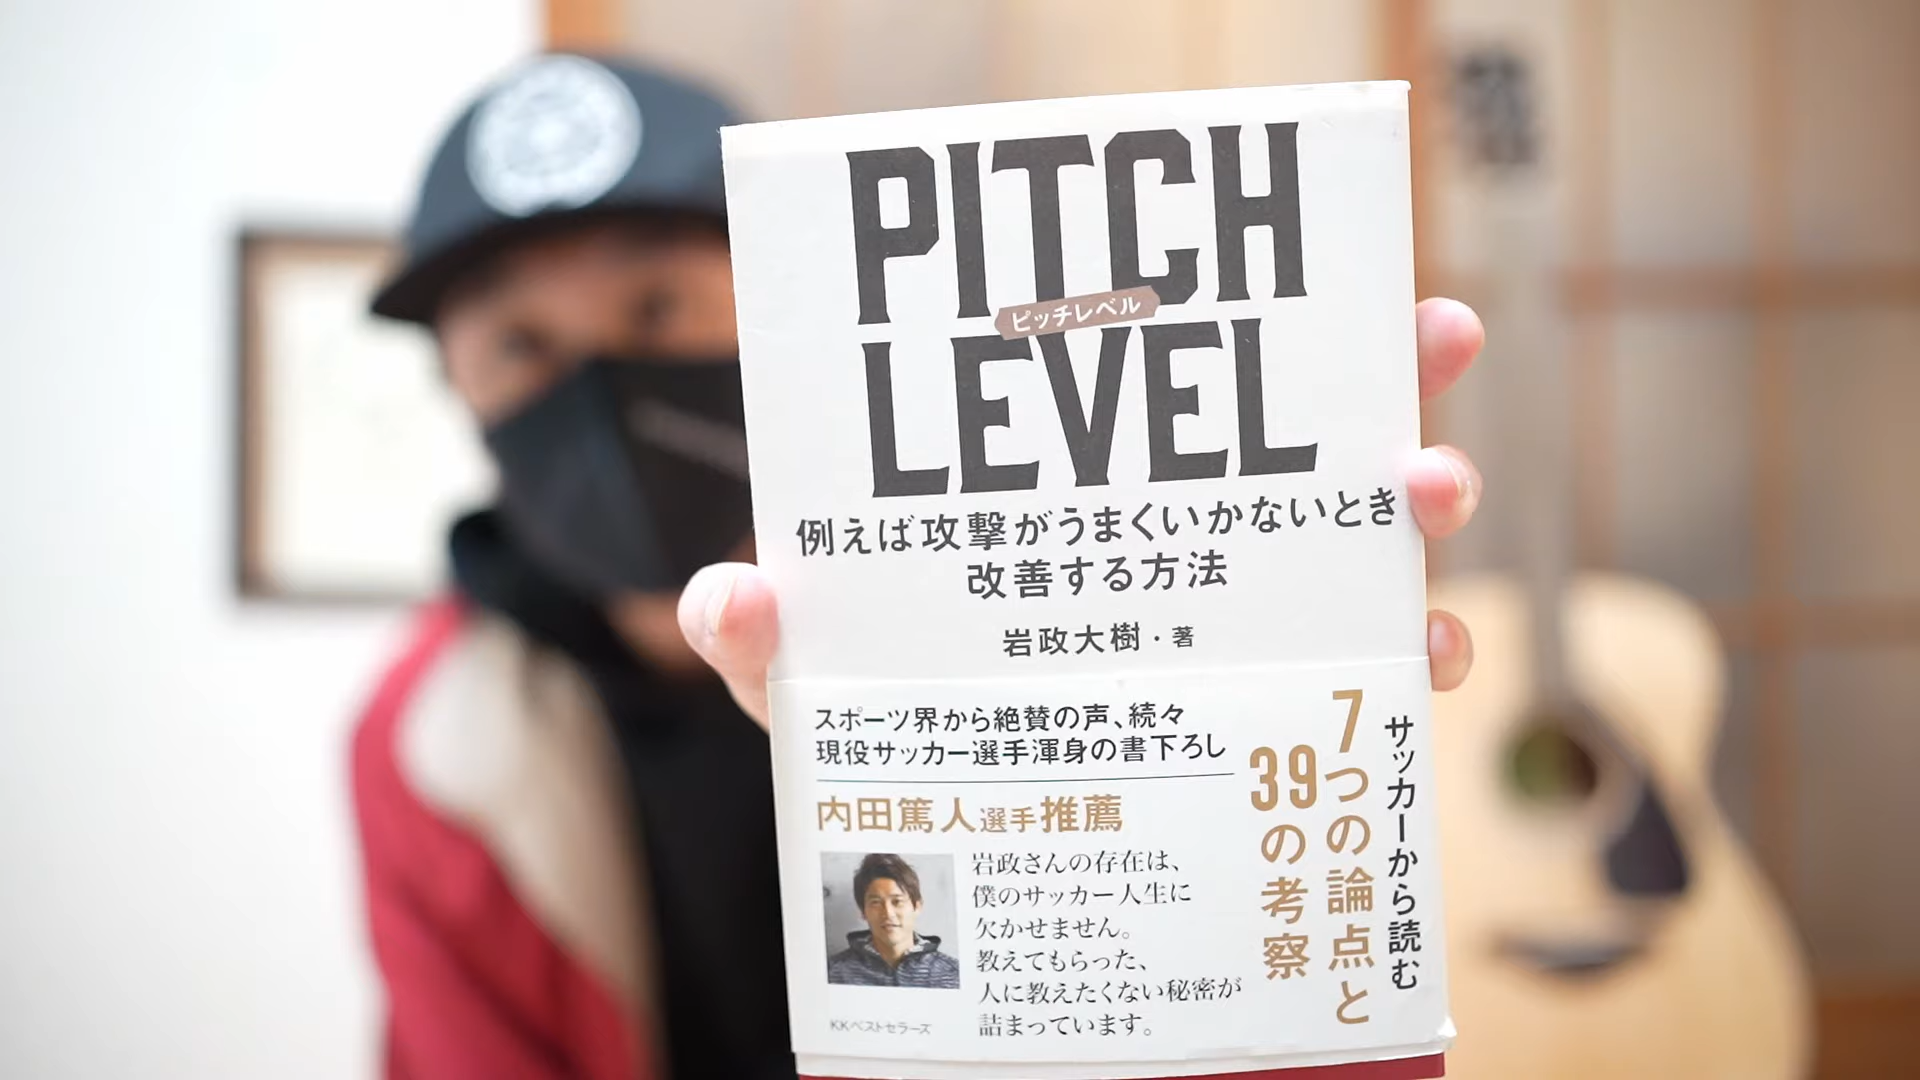 PITCH
ピッチレベル
LEVEL
例えば攻撃がうまくいかないとき
改善する方法
岩政大樹・著
スポーツ界から絶賛の声、続々
現役サッカー選手渾身の書下ろし
内田篤人選手推薦
岩政さんの存在は、
僕のサッカー人生に
欠かせません。
教えてもらった、
人に教えたくない秘密が
詰まっています。
KKベストセラーズ
サッカーから読む
7つの論点と
39の考察